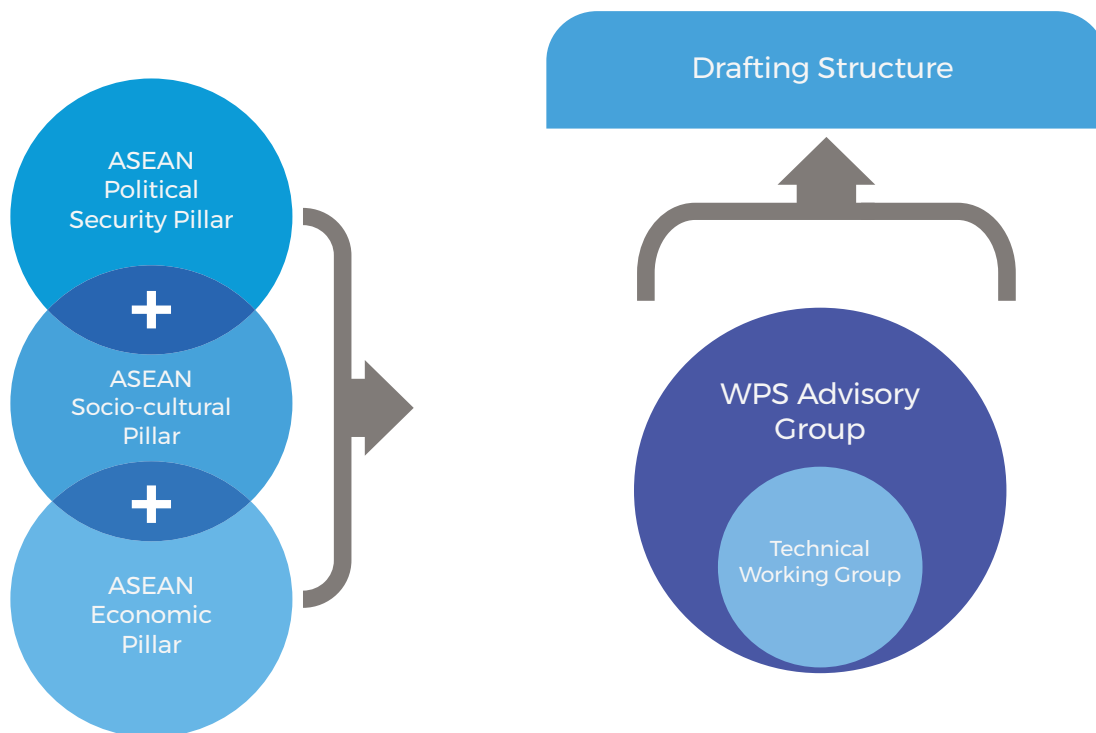 ASEAN
Political
Security Pillar
+
ASEAN
Socio-cultural
Pillar
+
ASEAN
Economic
Pillar
Drafting Structure
WPS Advisory
Group
Technical
Working Group